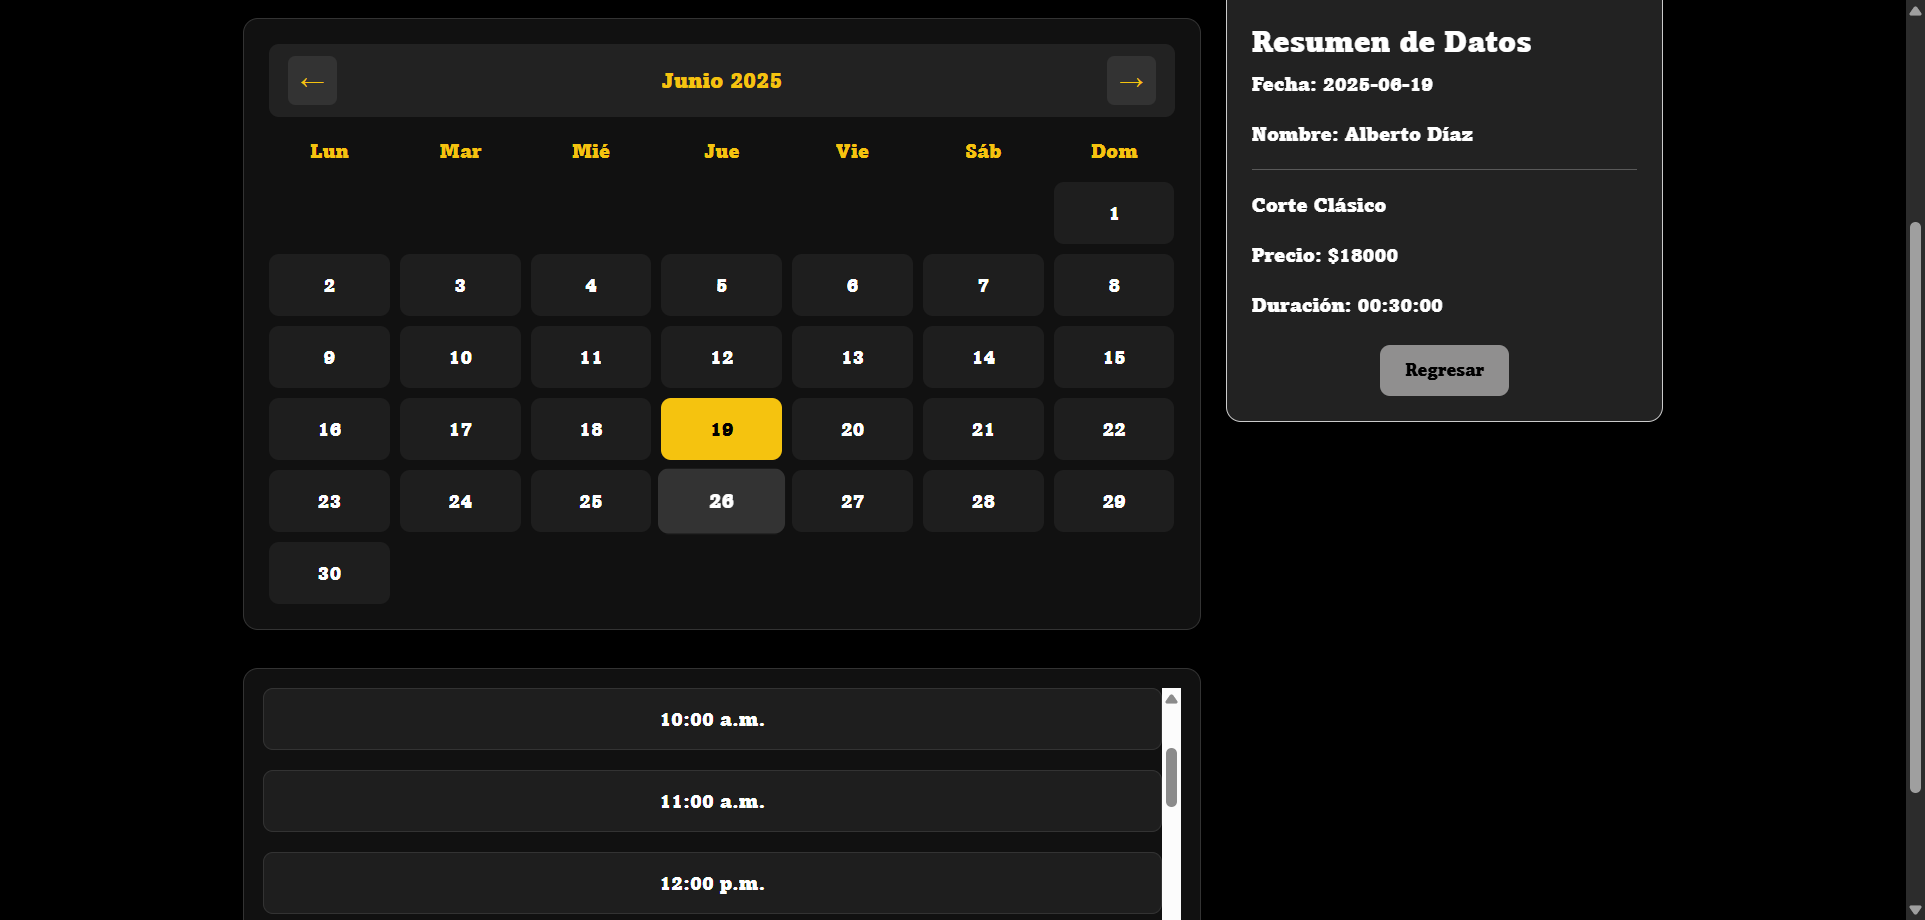 ← Junio 2025 →
Lun Mar Mié Jue Vie Sáb Dom
1
2 3 4 5 6 7 8
9 10 11 12 13 14 15
16 17 18 19 20 21 22
23 24 25 26 27 28 29
30
10:00 a.m.
11:00 a.m.
12:00 p.m.
Resumen de Datos
Fecha: 2025-06-19
Nombre: Alberto Díaz
Corte Clásico
Precio: $18000
Duración: 00:30:00
Regresar